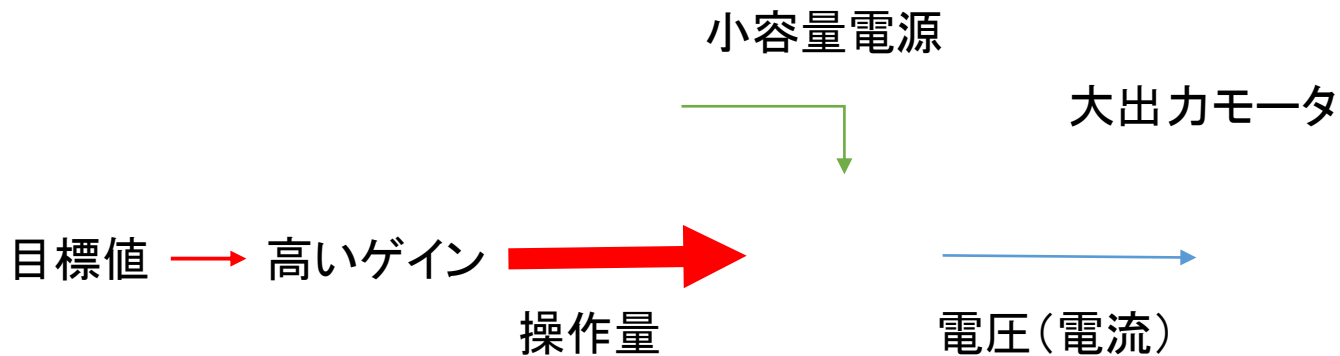 小容量電源
大出力モータ
目標値
高いゲイン
操作量
電圧（電流）